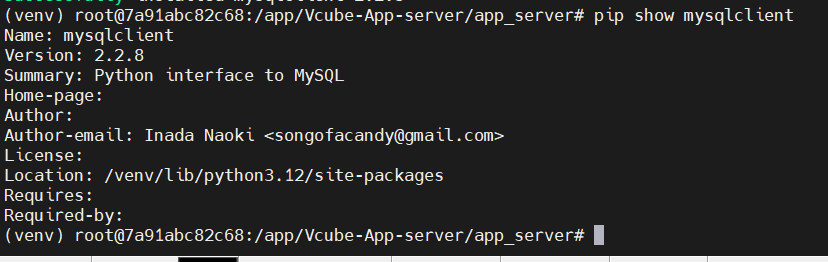 (venv) root@7a91abc82c68:/app/Vcube-App-server/app_server# pip show mysqlclient
Name: mysqlclient
Version: 2.2.8
Summary: Python interface to MySQL
Home-page:
Author:
Author-email: Inada Naoki <songofacandy@gmail.com>
License:
Location: /venv/lib/python3.12/site-packages
Requires:
Required-by:
(venv) root@7a91abc82c68:/app/Vcube-App-server/app_server#